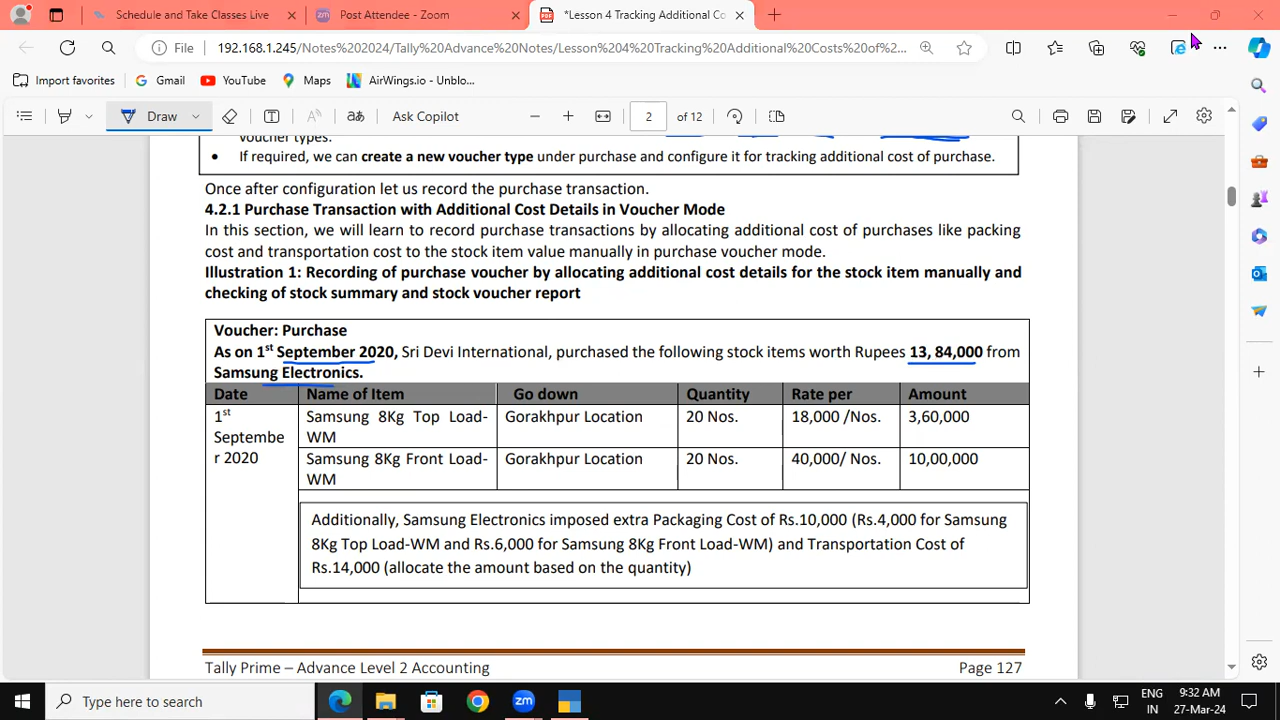 Schedule and Take Classes Live
Post Attendee - Zoom
*Lesson 4 Tracking Additional Co
File
192.168.1.245/Notes%202024/Tally%20Advance%20Notes/Lesson%204%20Tracking%20Additional%20Costs%20of%...
Import favorites
Gmail
YouTube
Maps
AirWings.io - Unblo...
Draw
Ask Copilot
2
of 12
voucher types.
• If required, we can create a new voucher type under purchase and configure it for tracking additional cost of purchase.
Once after configuration let us record the purchase transaction.
4.2.1 Purchase Transaction with Additional Cost Details in Voucher Mode
In this section, we will learn to record purchase transactions by allocating additional cost of purchases like packing
cost and transportation cost to the stock item value manually in purchase voucher mode.
Illustration 1: Recording of purchase voucher by allocating additional cost details for the stock item manually and
checking of stock summary and stock voucher report
Voucher: Purchase
As on 1st September 2020, Sri Devi International, purchased the following stock items worth Rupees 13, 84,000 from
Samsung Electronics.
Date Name of Item Go down Quantity Rate per Amount
1st Samsung 8Kg Top Load- Gorakhpur Location 20 Nos. 18,000 /Nos. 3,60,000
Septembe WM
r 2020 Samsung 8Kg Front Load- Gorakhpur Location 20 Nos. 40,000/ Nos. 10,00,000
WM
Additionally, Samsung Electronics imposed extra Packaging Cost of Rs.10,000 (Rs.4,000 for Samsung
8Kg Top Load-WM and Rs.6,000 for Samsung 8Kg Front Load-WM) and Transportation Cost of
Rs.14,000 (allocate the amount based on the quantity)
Tally Prime – Advance Level 2 Accounting Page 127
Type here to search
ENG
IN
9:32 AM
27-Mar-24